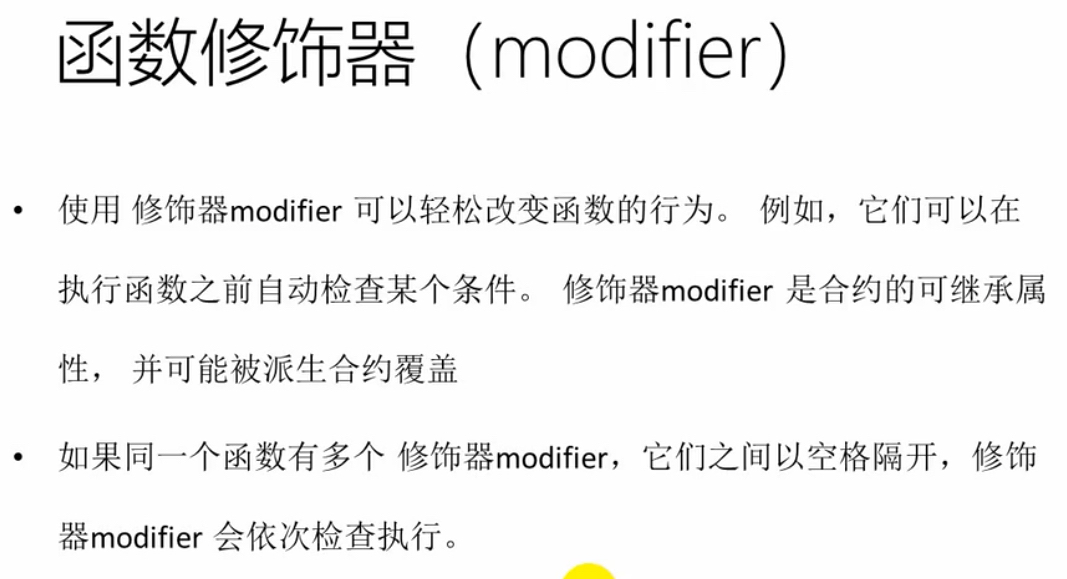 函数修饰器（modifier）
• 使用 修饰器modifier 可以轻松改变函数的行为。 例如，它们可以在
执行函数之前自动检查某个条件。 修饰器modifier 是合约的可继承属
性， 并可能被派生合约覆盖
• 如果同一个函数有多个 修饰器modifier，它们之间以空格隔开，修饰
器modifier 会依次检查执行。